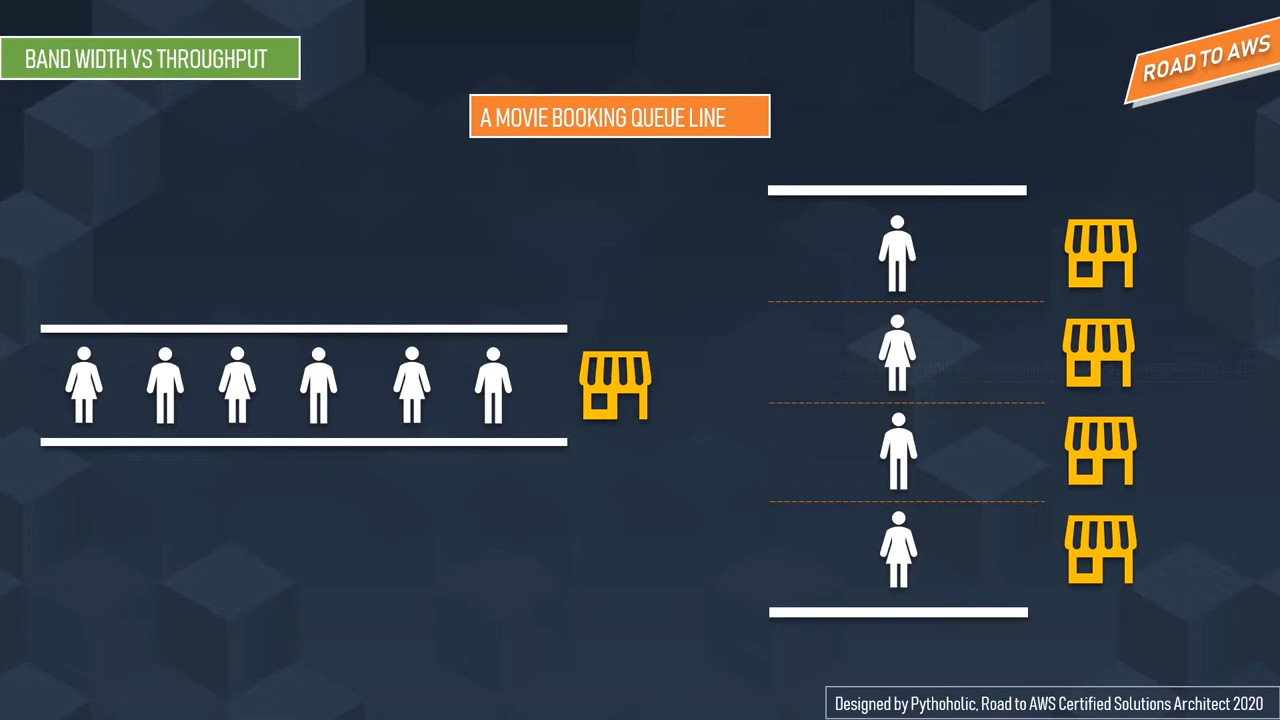 BAND WIDTH VS THROUGHPUT
ROAD TO AWS
A MOVIE BOOKING QUEUE LINE
Designed by Pythoholic, Road to AWS Certified Solutions Architect 2020